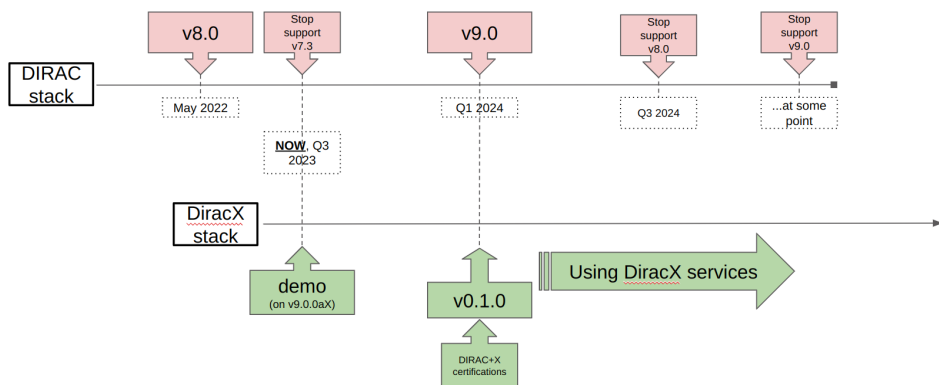 v8.0
Stop
support
v7.3
v9.0
Stop
support
v8.0
Stop
support
v9.0
DIRAC
stack
May 2022
Q1 2024
Q3 2024
...at some
point
NOW, Q3
2023
DiracX
stack
demo
(on v9.0.0aX)
v0.1.0
Using DiracX services
DIRAC+X
certifications